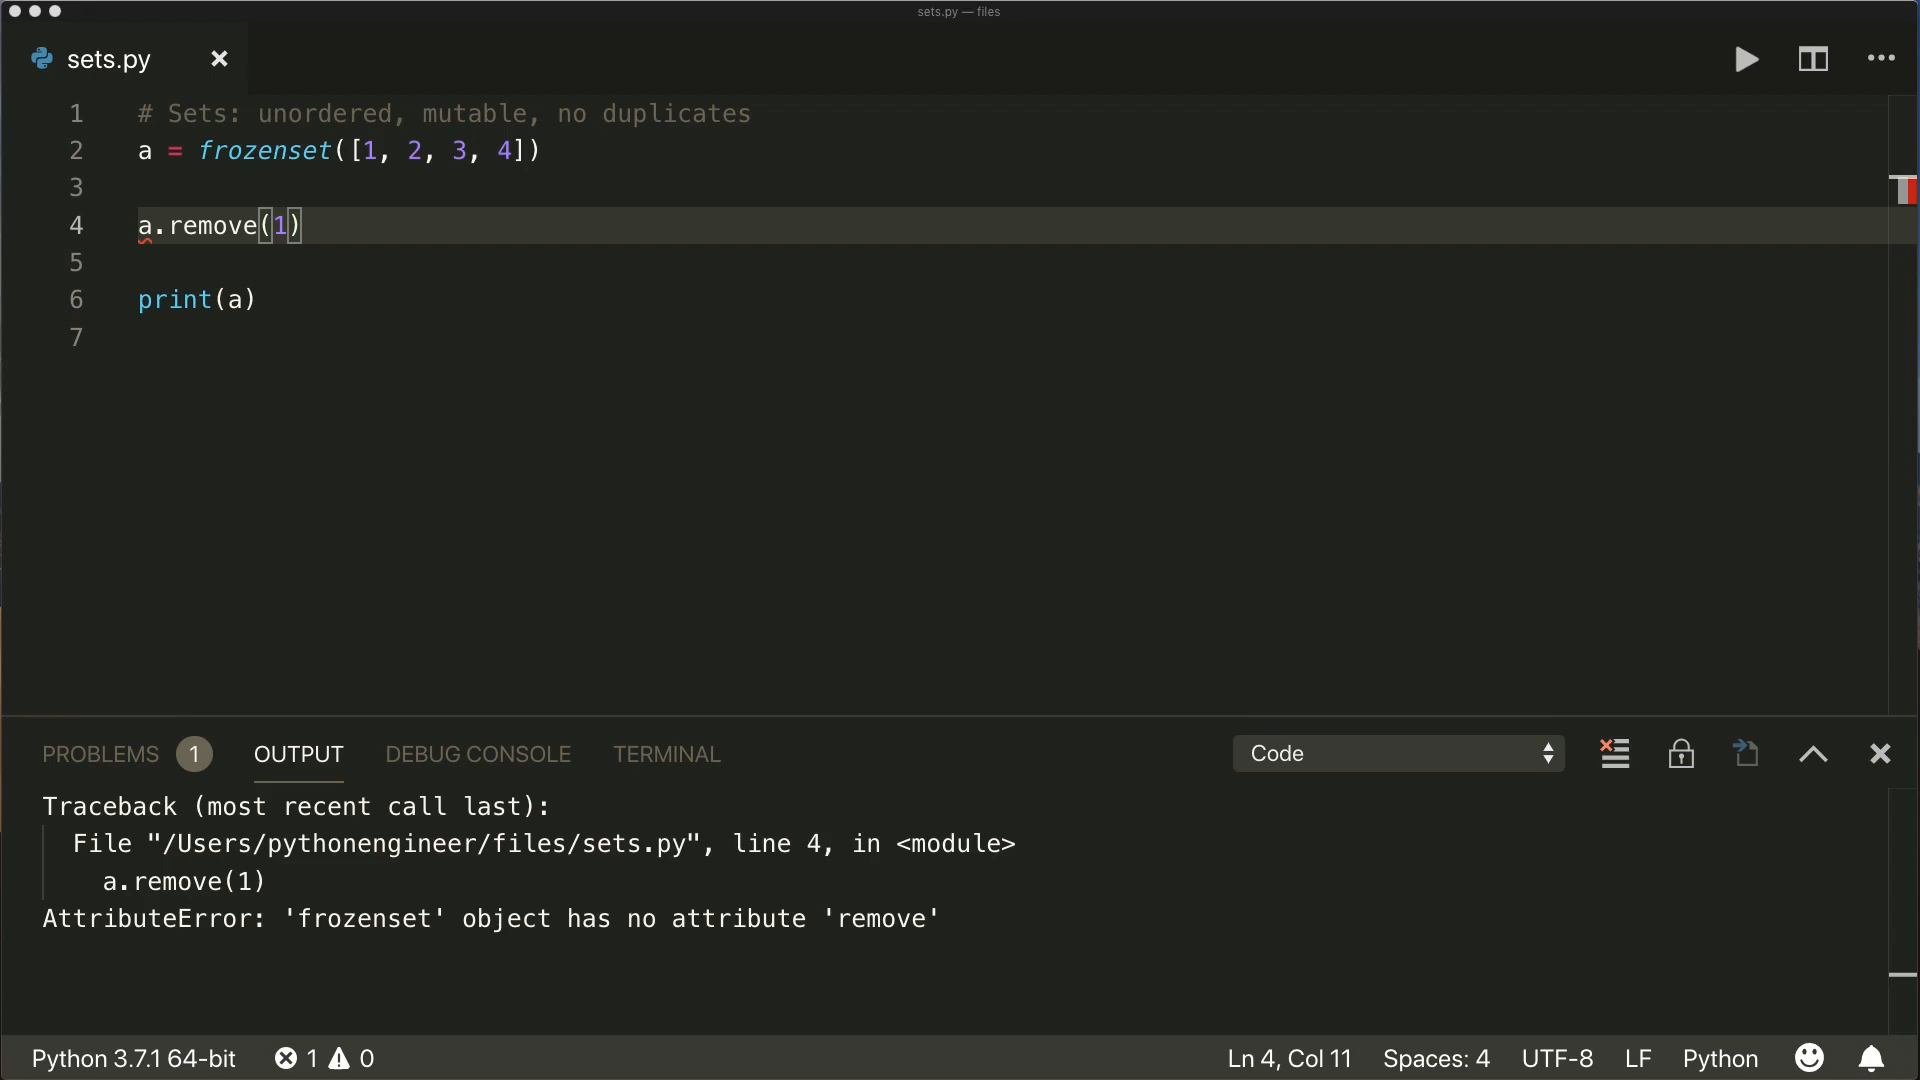 sets.py — files
sets.py
1 # Sets: unordered, mutable, no duplicates
2 a = frozenset([1, 2, 3, 4])
3
4 a.remove(1)
5
6 print(a)
7
PROBLEMS 1 OUTPUT DEBUG CONSOLE TERMINAL Code
Traceback (most recent call last):
File "/Users/pythonengineer/files/sets.py", line 4, in <module>
a.remove(1)
AttributeError: 'frozenset' object has no attribute 'remove'
Python 3.7.1 64-bit 1 0 Ln 4, Col 11 Spaces: 4 UTF-8 LF Python